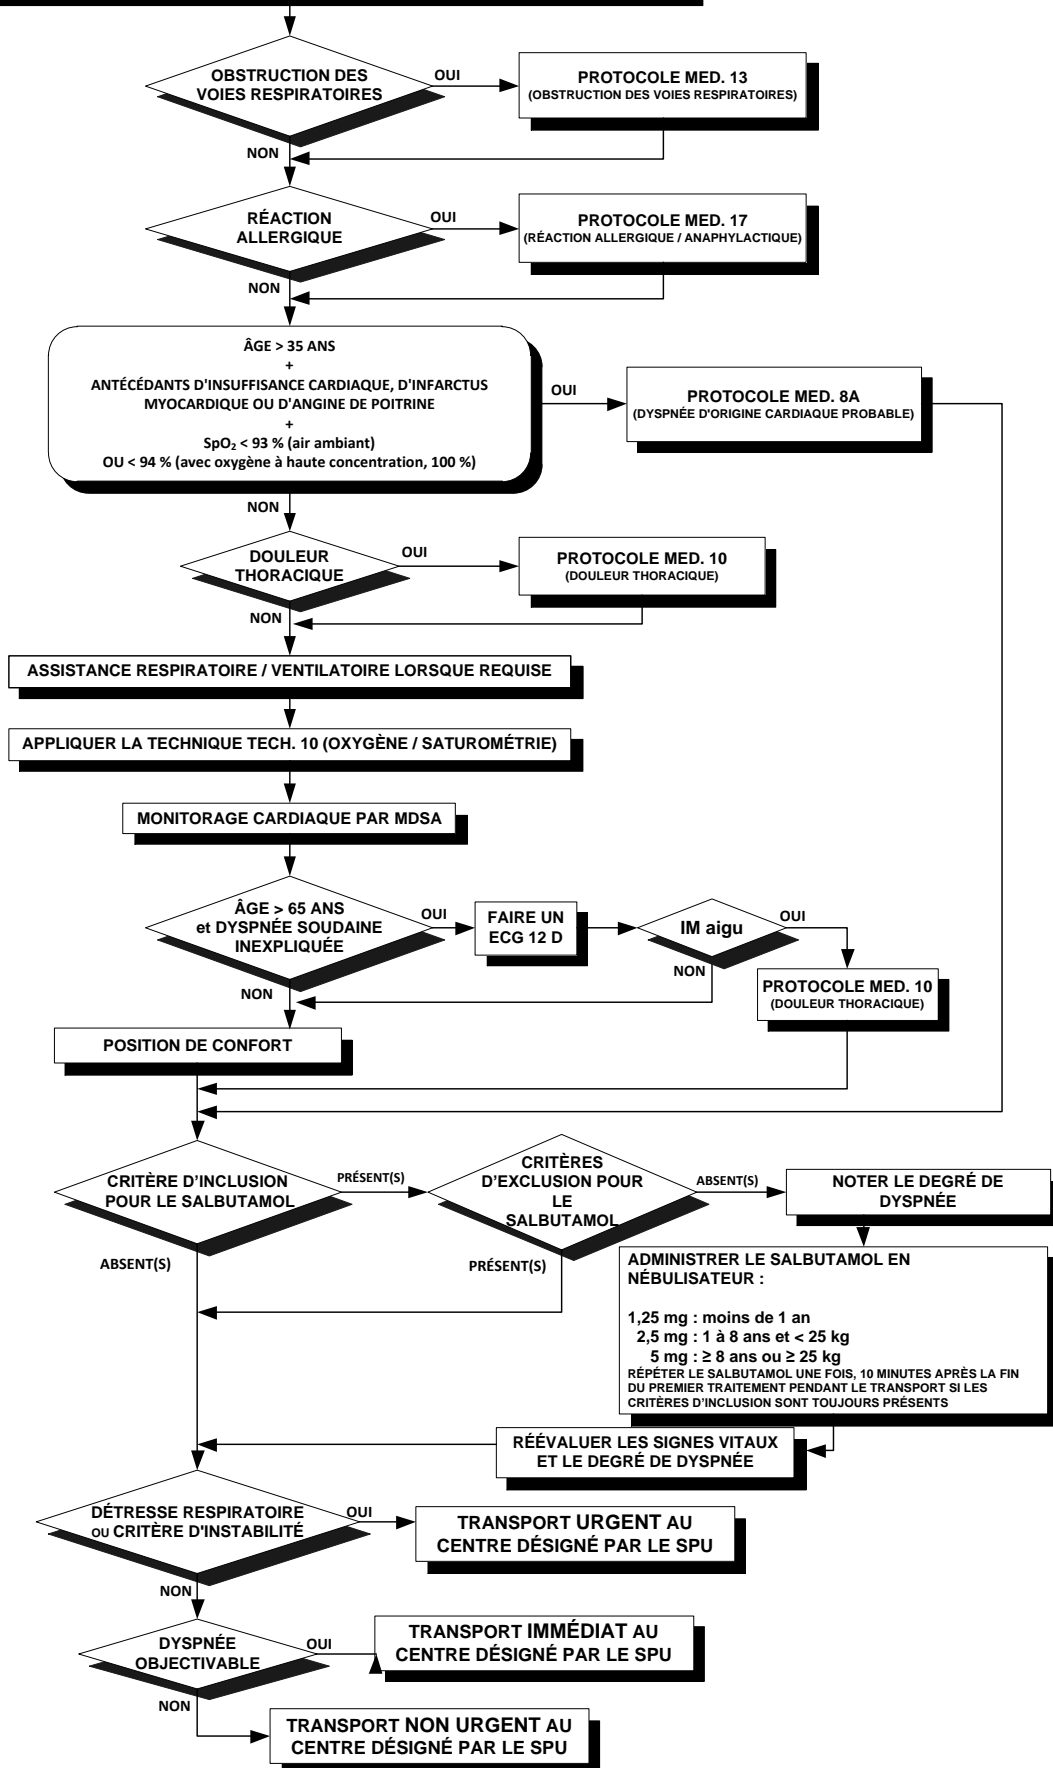 OBSTRUCTION DES
VOIES RESPIRATOIRES
OUI
PROTOCOLE MED. 13
(OBSTRUCTION DES VOIES RESPIRATOIRES)
NON
RÉACTION
ALLERGIQUE
OUI
PROTOCOLE MED. 17
(RÉACTION ALLERGIQUE / ANAPHYLACTIQUE)
NON
ÂGE > 35 ANS
+
ANTÉCÉDANTS D'INSUFFISANCE CARDIAQUE, D'INFARCTUS
MYOCARDIQUE OU D'ANGINE DE POITRINE
+
SpO₂ < 93 % (air ambiant)
OU < 94 % (avec oxygène à haute concentration, 100 %)
OUI
PROTOCOLE MED. 8A
(DYSPNÉE D'ORIGINE CARDIAQUE PROBABLE)
NON
DOULEUR
THORACIQUE
OUI
PROTOCOLE MED. 10
(DOULEUR THORACIQUE)
NON
ASSISTANCE RESPIRATOIRE / VENTILATOIRE LORSQUE REQUISE
APPLIQUER LA TECHNIQUE TECH. 10 (OXYGÈNE / SATUROMÉTRIE)
MONITORAGE CARDIAQUE PAR MDSA
ÂGE > 65 ANS
et DYSPNÉE SOUDAINE
INEXPLIQUÉE
OUI
FAIRE UN
ECG 12 D
IM aigu
OUI
NON
PROTOCOLE MED. 10
(DOULEUR THORACIQUE)
NON
POSITION DE CONFORT
CRITÈRE D'INCLUSION
POUR LE SALBUTAMOL
PRÉSENT(S)
CRITÈRES
D'EXCLUSION POUR
LE
SALBUTAMOL
ABSENT(S)
NOTER LE DEGRÉ DE
DYSPNÉE
ABSENT(S)
PRÉSENT(S)
ADMINISTRER LE SALBUTAMOL EN
NÉBULISATEUR :
1,25 mg : moins de 1 an
2,5 mg : 1 à 8 ans et < 25 kg
5 mg : ≥ 8 ans ou ≥ 25 kg
RÉPÉTER LE SALBUTAMOL UNE FOIS, 10 MINUTES APRÈS LA FIN
DU PREMIER TRAITEMENT PENDANT LE TRANSPORT SI LES
CRITÈRES D'INCLUSION SONT TOUJOURS PRÉSENTS
RÉÉVALUER LES SIGNES VITAUX
ET LE DEGRÉ DE DYSPNÉE
DÉTRESSE RESPIRATOIRE
OU CRITÈRE D'INSTABILITÉ
OUI
TRANSPORT URGENT AU
CENTRE DÉSIGNÉ PAR LE SPU
NON
DYSPNÉE
OBJECTIVABLE
OUI
TRANSPORT IMMÉDIAT AU
CENTRE DÉSIGNÉ PAR LE SPU
NON
TRANSPORT NON URGENT AU
CENTRE DÉSIGNÉ PAR LE SPU